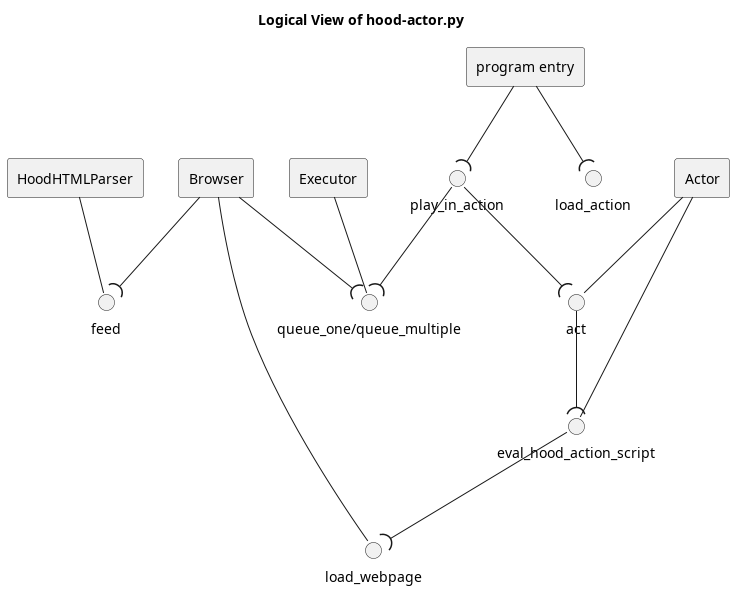 Logical View of hood-actor.py
program entry
HoodHTMLParser
Browser
Executor
Actor
play_in_action
load_action
feed
queue_one/queue_multiple
act
eval_hood_action_script
load_webpage